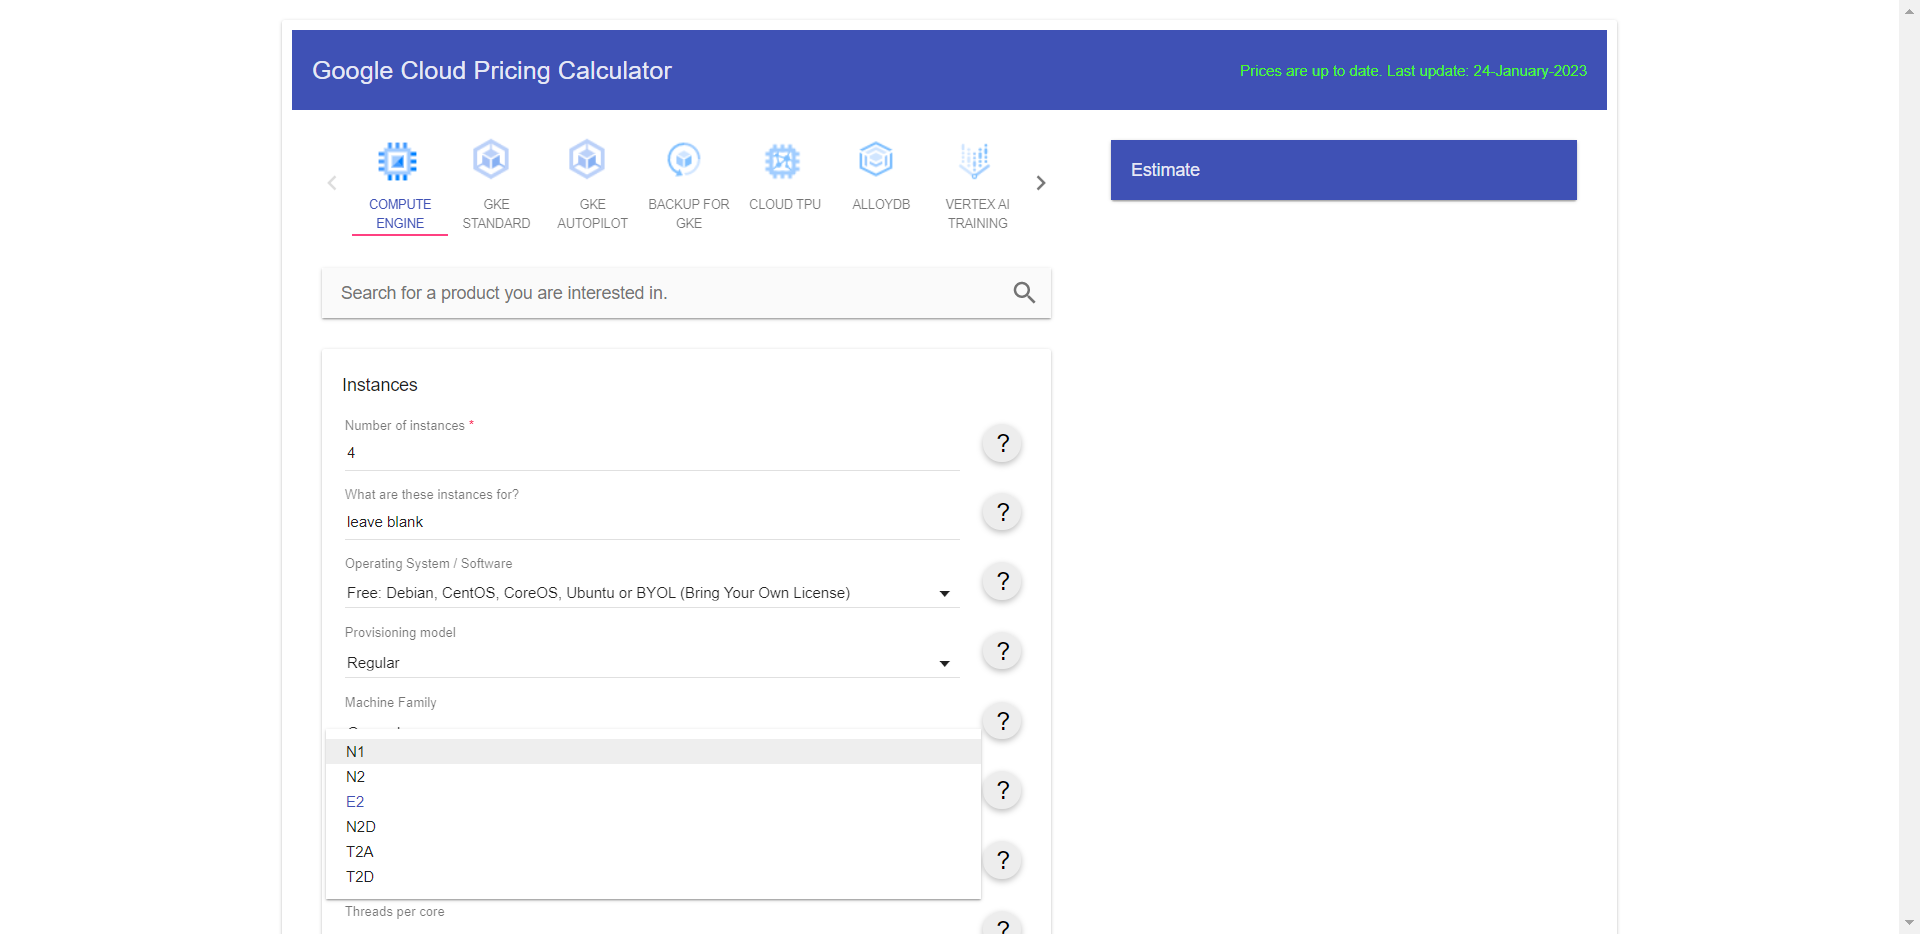 Google Cloud Pricing Calculator
Prices are up to date. Last update: 24-January-2023
COMPUTE
ENGINE
GKE
STANDARD
GKE
AUTOPILOT
BACKUP FOR
GKE
CLOUD TPU
ALLOYDB
VERTEX AI
TRAINING
Estimate
Search for a product you are interested in.
Instances
Number of instances *
4
?
What are these instances for?
leave blank
?
Operating System / Software
Free: Debian, CentOS, CoreOS, Ubuntu or BYOL (Bring Your Own License)
?
Provisioning model
Regular
?
Machine Family
?
N1
N2
E2
?
N2D
T2A
?
T2D
Threads per core
?